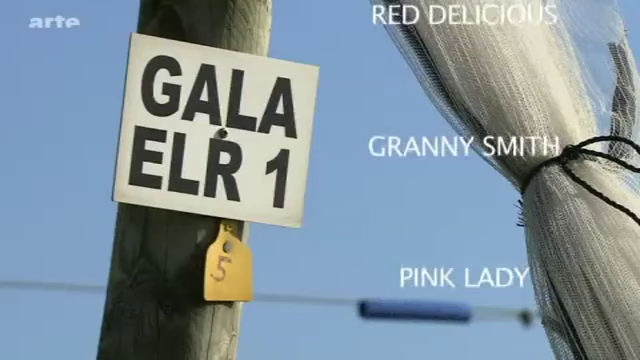 arte
RED DELICIOUS
GALA
ELR 1
GRANNY SMITH
5
PINK LADY